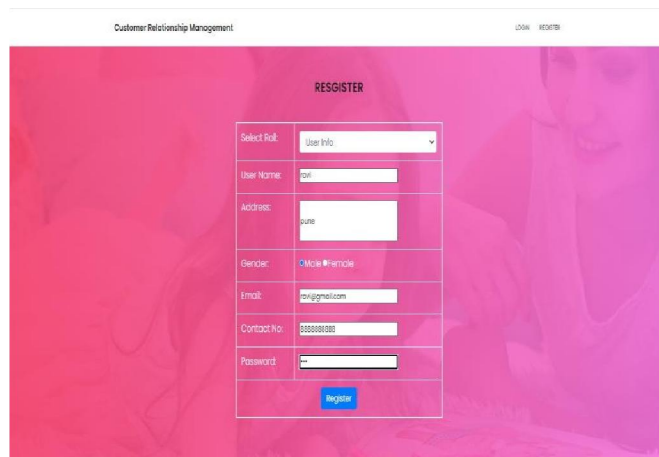 Customer Relationship Management
LOGIN REGISTER
RESGISTER
Select Roll: User Info
User Name: ravi
Address: pune
Gender: Male Female
Email: ravi@gmail.com
Contact No:
Password: •••
Register